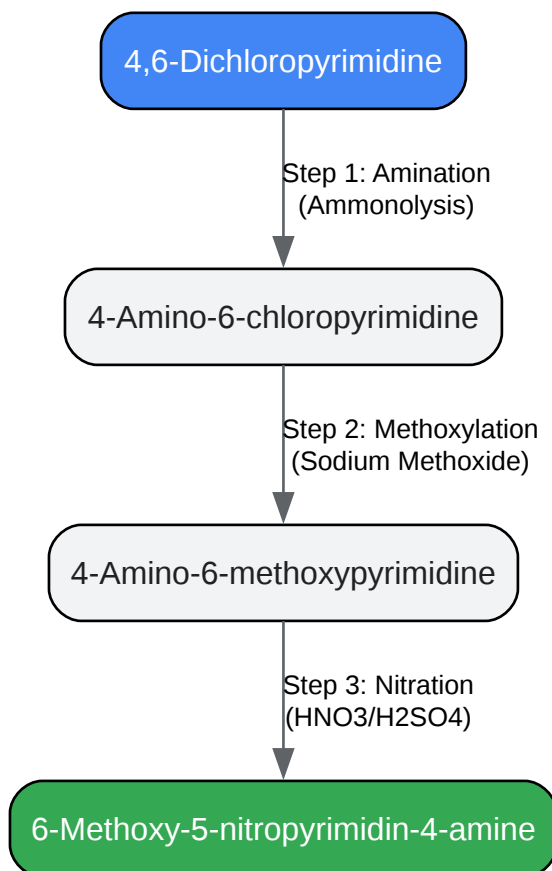 4,6-Dichloropyrimidine
Step 1: Amination
(Ammonolysis)
4-Amino-6-chloropyrimidine
Step 2: Methoxylation
(Sodium Methoxide)
4-Amino-6-methoxypyrimidine
Step 3: Nitration
(HNO3/H2SO4)
6-Methoxy-5-nitropyrimidin-4-amine